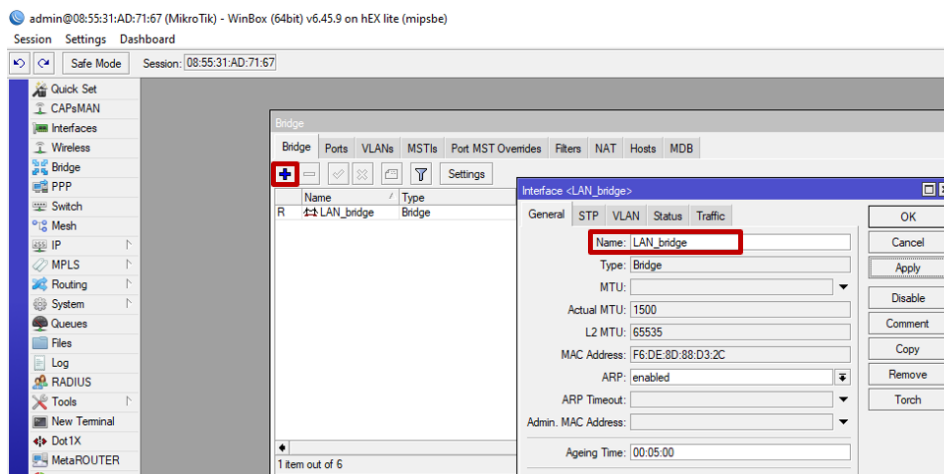 admin@08:55:31:AD:71:67 (MikroTik) - WinBox (64bit) v6.45.9 on hEX lite (mipsbe)
Session Settings Dashboard
Safe Mode Session: 08:55:31:AD:71:67
Quick Set
CAPsMAN
Interfaces
Wireless
Bridge
PPP
Switch
Mesh
IP
MPLS
Routing
System
Queues
Files
Log
RADIUS
Tools
New Terminal
Dot1X
MetaROUTER
Bridge
Bridge Ports VLANs MSTIs Port MST Overrides Filters NAT Hosts MDB
Settings
Name / Type
R LAN_bridge Bridge
1 item out of 6
Interface <LAN_bridge>
General STP VLAN Status Traffic
Name: LAN_bridge
Type: Bridge
MTU:
Actual MTU: 1500
L2 MTU: 65535
MAC Address: F6:DE:8D:88:D3:2C
ARP: enabled
ARP Timeout:
Admin. MAC Address:
Ageing Time: 00:05:00
OK
Cancel
Apply
Disable
Comment
Copy
Remove
Torch